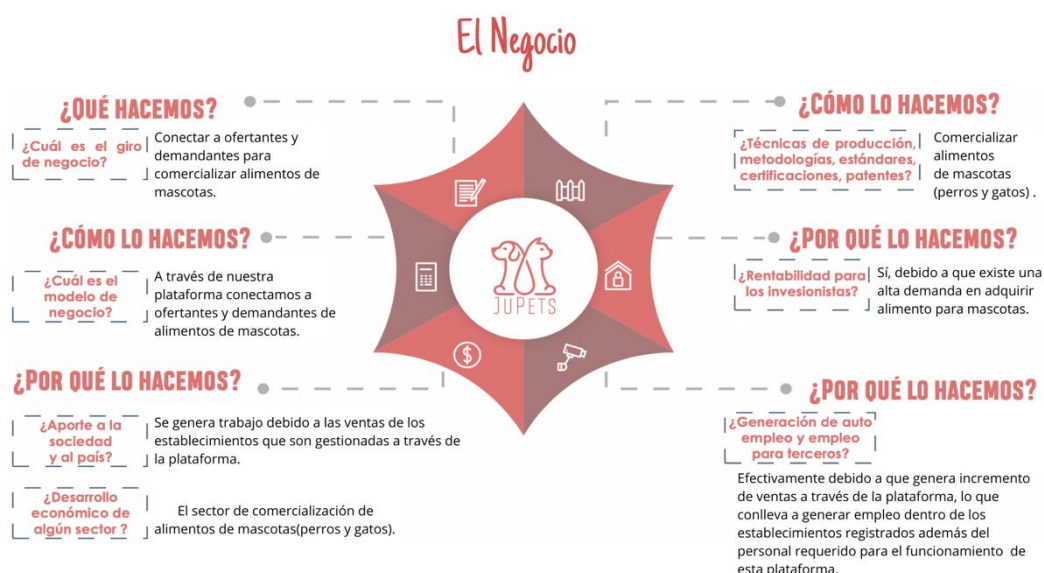 El Negocio
¿QUÉ HACEMOS?
¿Cuál es el giro
de negocio?
Conectar a ofertantes y
demandantes para
comercializar alimentos de
mascotas.
¿CÓMO LO HACEMOS?
¿Cuál es el
modelo de
negocio?
A través de nuestra
plataforma conectamos a
ofertantes y demandantes de
alimentos de mascotas.
¿POR QUÉ LO HACEMOS?
¿Aporte a la
sociedad
y al país?
Se genera trabajo debido a las ventas de los
establecimientos que son gestionadas a través de
la plataforma.
¿Desarrollo
económico de
algún sector ?
El sector de comercialización de
alimentos de mascotas(perros y gatos).
JUPETS
¿CÓMO LO HACEMOS?
¿Técnicas de producción,
metodologías, estándares,
certificaciones, patentes?
Comercializar
alimentos
de mascotas
(perros y gatos) .
¿POR QUÉ LO HACEMOS?
¿Rentabilidad para
los invesionistas?
Sí, debido a que existe una
alta demanda en adquirir
alimento para mascotas.
¿POR QUÉ LO HACEMOS?
¿Generación de auto
empleo y empleo
para terceros?
Efectivamente debido a que genera incremento
de ventas a través de la plataforma, lo que
conlleva a generar empleo dentro de los
establecimientos registrados además del
personal requerido para el funcionamiento de
esta plataforma.